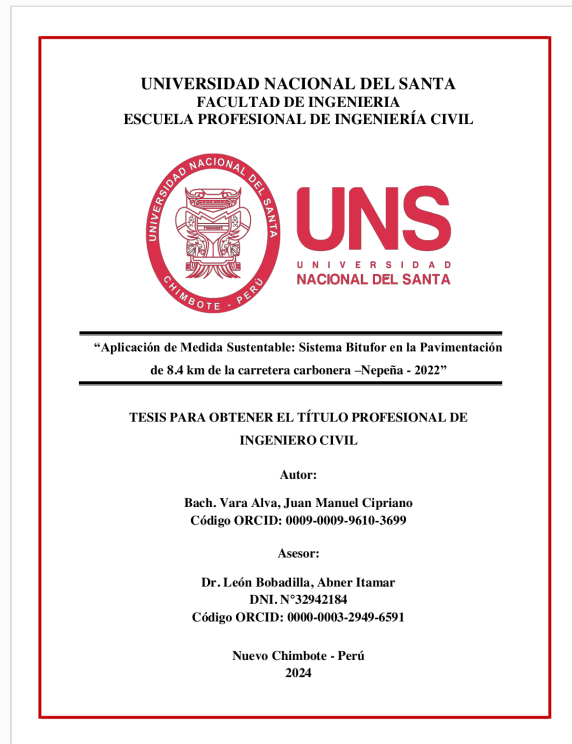 UNIVERSIDAD NACIONAL DEL SANTA
FACULTAD DE INGENIERIA
ESCUELA PROFESIONAL DE INGENIERÍA CIVIL
UNIVERSIDAD NACIONAL DEL SANTA
CHIMBOTE - PERÚ
UNS
UNIVERSIDAD
NACIONAL DEL SANTA
“Aplicación de Medida Sustentable: Sistema Bitufor en la Pavimentación
de 8.4 km de la carretera carbonera –Nepeña - 2022”
TESIS PARA OBTENER EL TÍTULO PROFESIONAL DE
INGENIERO CIVIL
Autor:
Bach. Vara Alva, Juan Manuel Cipriano
Código ORCID: 0009-0009-9610-3699
Asesor:
Dr. León Bobadilla, Abner Itamar
DNI. N°32942184
Código ORCID: 0000-0003-2949-6591
Nuevo Chimbote - Perú
2024